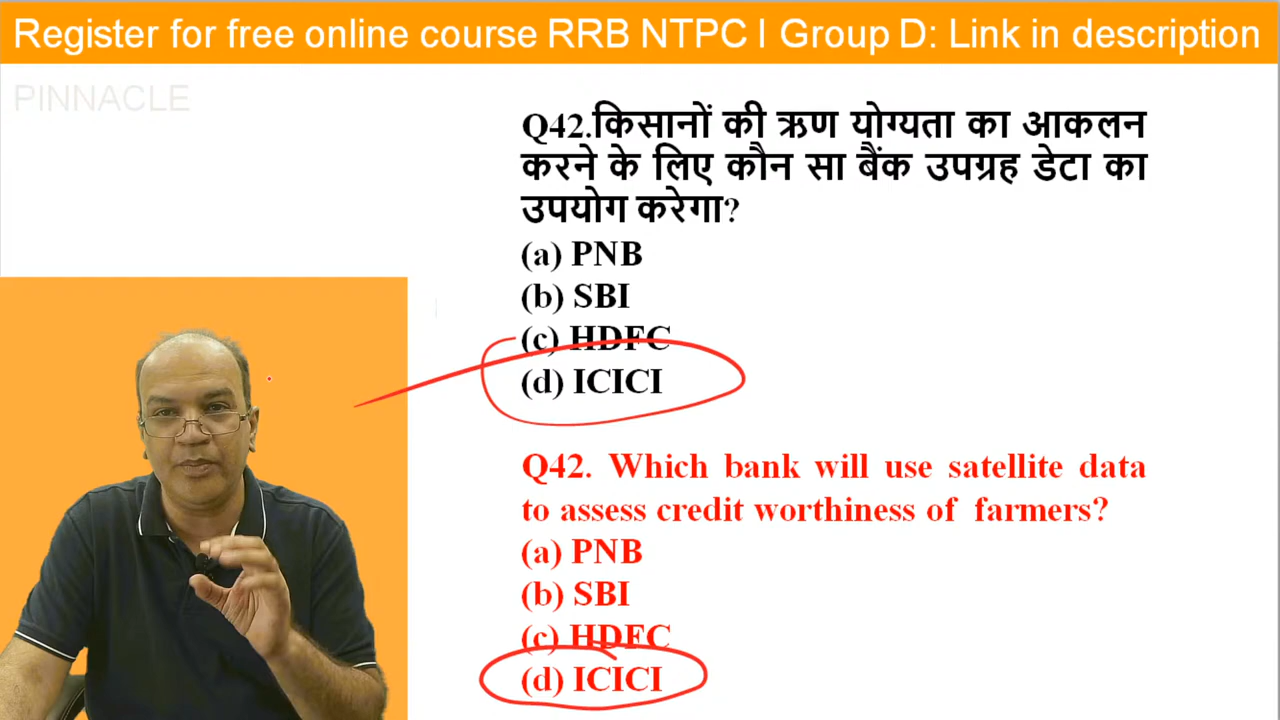 Register for free online course RRB NTPC I Group D: Link in description
PINNACLE
Q42.किसानों की ऋण योग्यता का आकलन
करने के लिए कौन सा बैंक उपग्रह डेटा का
उपयोग करेगा?
(a) PNB
(b) SBI
(c) HDFC
(d) ICICI
Q42. Which bank will use satellite data
to assess credit worthiness of farmers?
(a) PNB
(b) SBI
(c) HDFC
(d) ICICI